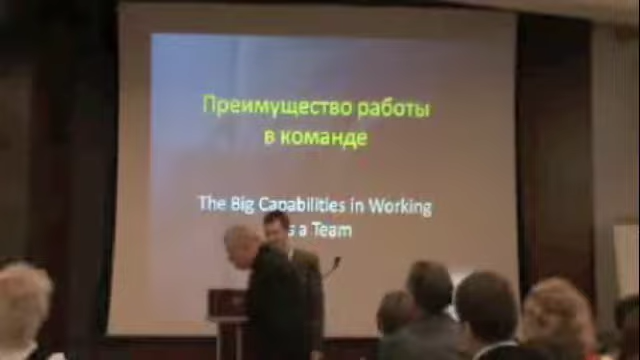 Преимущество работы
в команде
The Big Capabilities in Working
s a Team